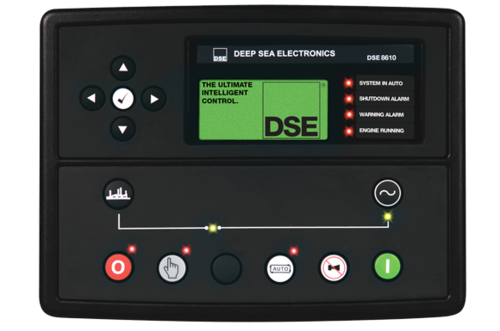 DSE DEEP SEA ELECTRONICS DSE 8610
THE ULTIMATE
INTELLIGENT
CONTROL.
DSE
SYSTEM IN AUTO
SHUTDOWN ALARM
WARNING ALARM
ENGINE RUNNING
O
AUTO
I